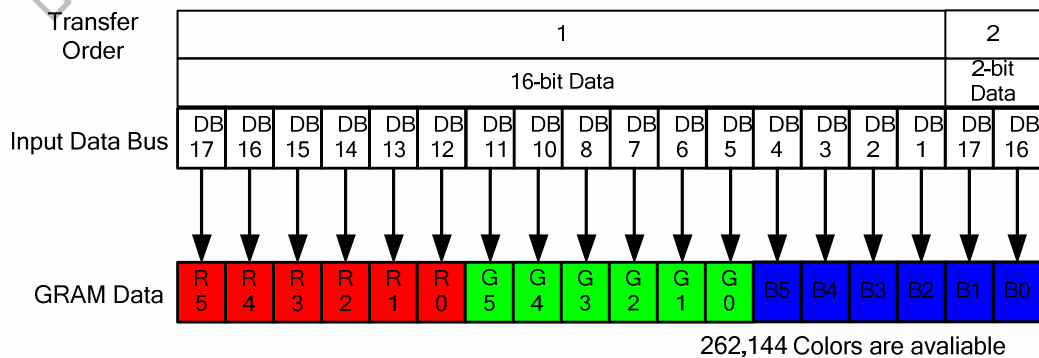 Transfer Order
1
2
16-bit Data
2-bit Data
Input Data Bus
DB 17 DB 16 DB 15 DB 14 DB 13 DB 12 DB 11 DB 10 DB 8 DB 7 DB 6 DB 5 DB 4 DB 3 DB 2 DB 1 DB 17 DB 16
GRAM Data
R 5 R 4 R 3 R 2 R 1 R 0 G 5 G 4 G 3 G 2 G 1 G 0 B5 B4 B3 B2 B1 B0
262,144 Colors are avaliable